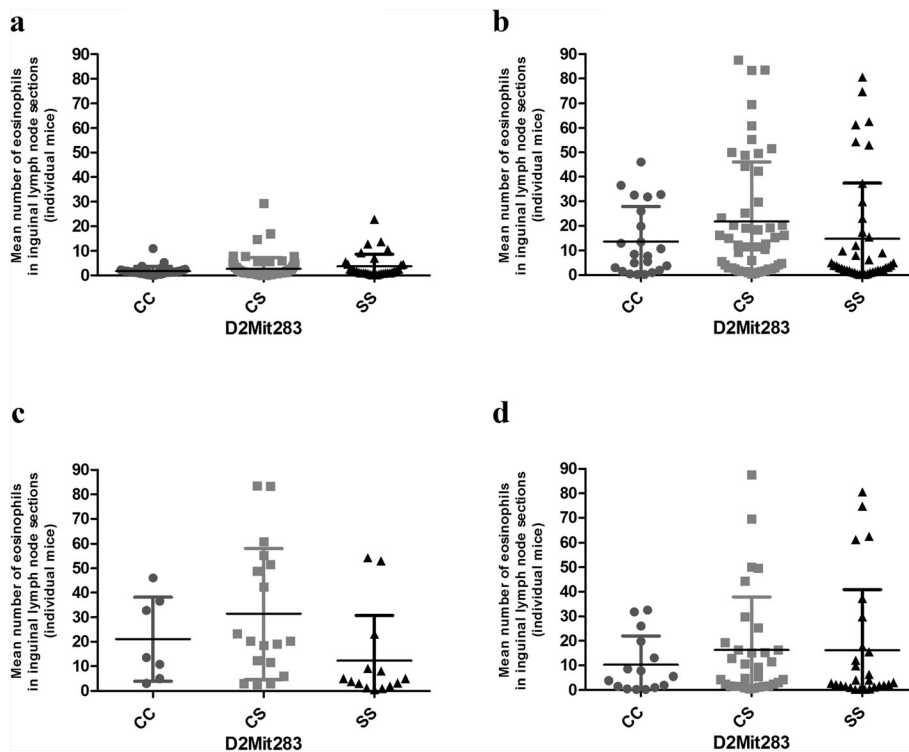 a
Mean number of eosinophils
in inguinal lymph node sections
(individual mice)
90
80
70
60
50
40
30
20
10
0
CC
CS
SS
D2Mit283
b
Mean number of eosinophils
in inguinal lymph node sections
(individual mice)
90
80
70
60
50
40
30
20
10
0
CC
CS
SS
D2Mit283
c
Mean number of eosinophils
in inguinal lymph node sections
(individual mice)
90
80
70
60
50
40
30
20
10
0
CC
CS
SS
D2Mit283
d
Mean number of eosinophils
in inguinal lymph node sections
(individual mice)
90
80
70
60
50
40
30
20
10
0
CC
CS
SS
D2Mit283